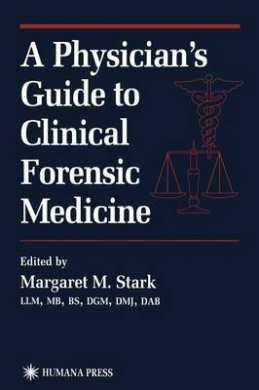 A Physician's
Guide to
Clinical
Forensic
Medicine
Edited by
Margaret M. Stark
LLM, MB, BS, DGM, DMJ, DAB
HUMANA PRESS